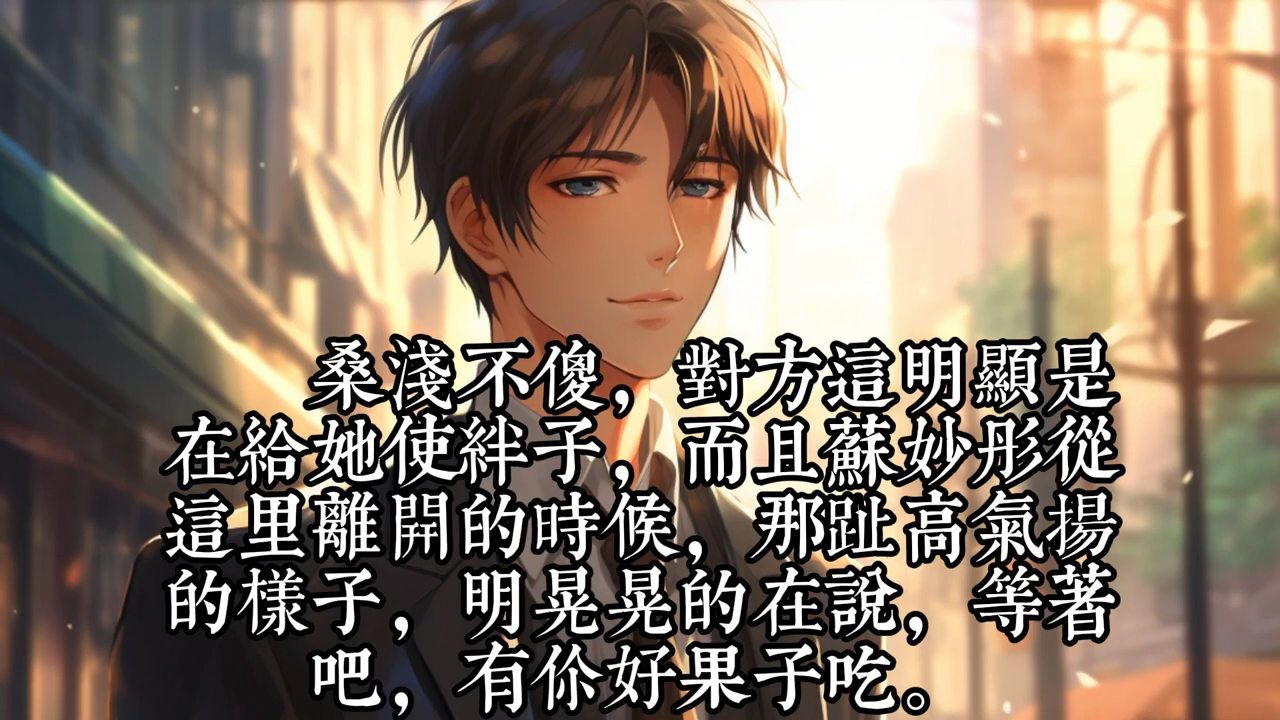 桑淺不傻，對方這明顯是
在給她使絆子，而且蘇妙彤從
這里離開的時候，那趾高氣揚
的樣子，明晃晃的在說，等著
吧，有你好果子吃。